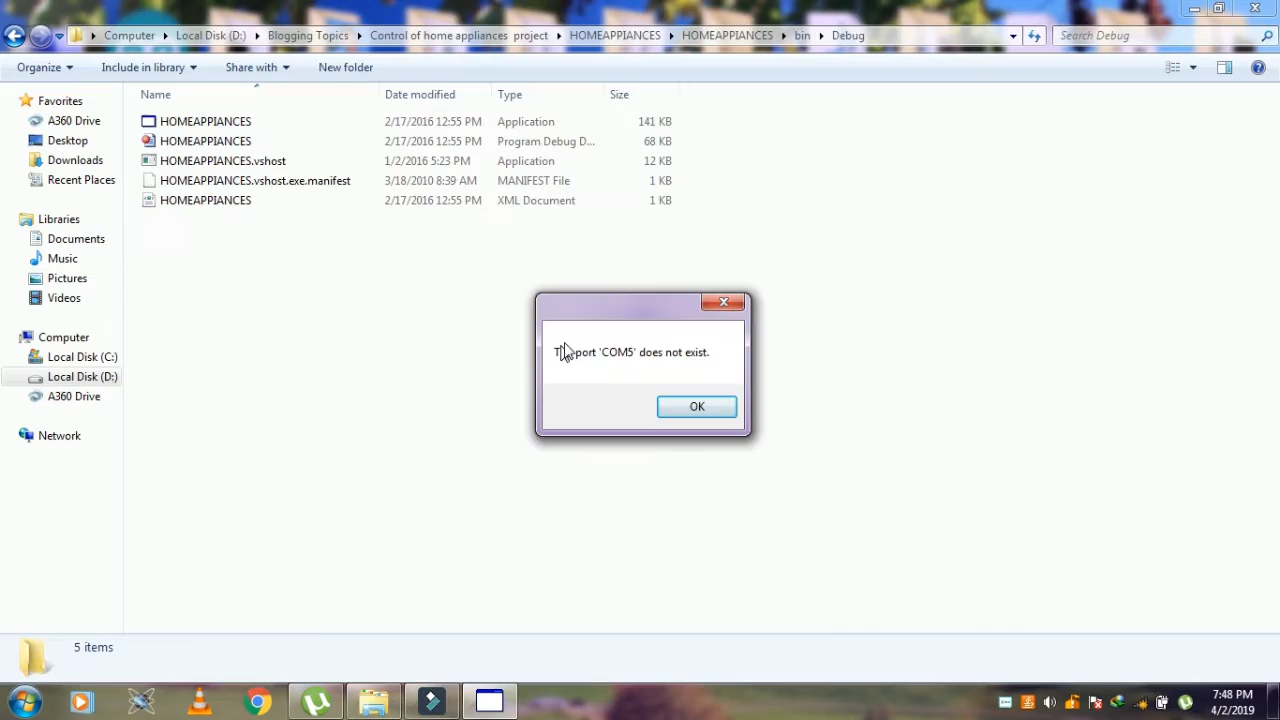 Computer Local Disk (D:) Blogging Topics Control of home appliances project HOMEAPPIANCES HOMEAPPIANCES bin Debug Search Debug
Organize Include in library Share with New folder
Name Date modified Type Size
Favorites
A360 Drive
Desktop
Downloads
Recent Places
Libraries
Documents
Music
Pictures
Videos
Computer
Local Disk (C:)
Local Disk (D:)
A360 Drive
Network
HOMEAPPIANCES 2/17/2016 12:55 PM Application 141 KB
HOMEAPPIANCES 2/17/2016 12:55 PM Program Debug D... 68 KB
HOMEAPPIANCES.vshost 1/2/2016 5:23 PM Application 12 KB
HOMEAPPIANCES.vshost.exe.manifest 3/18/2010 8:39 AM MANIFEST File 1 KB
HOMEAPPIANCES 2/17/2016 12:55 PM XML Document 1 KB
port 'COM5' does not exist.
OK
5 items
7:48 PM
4/2/2019